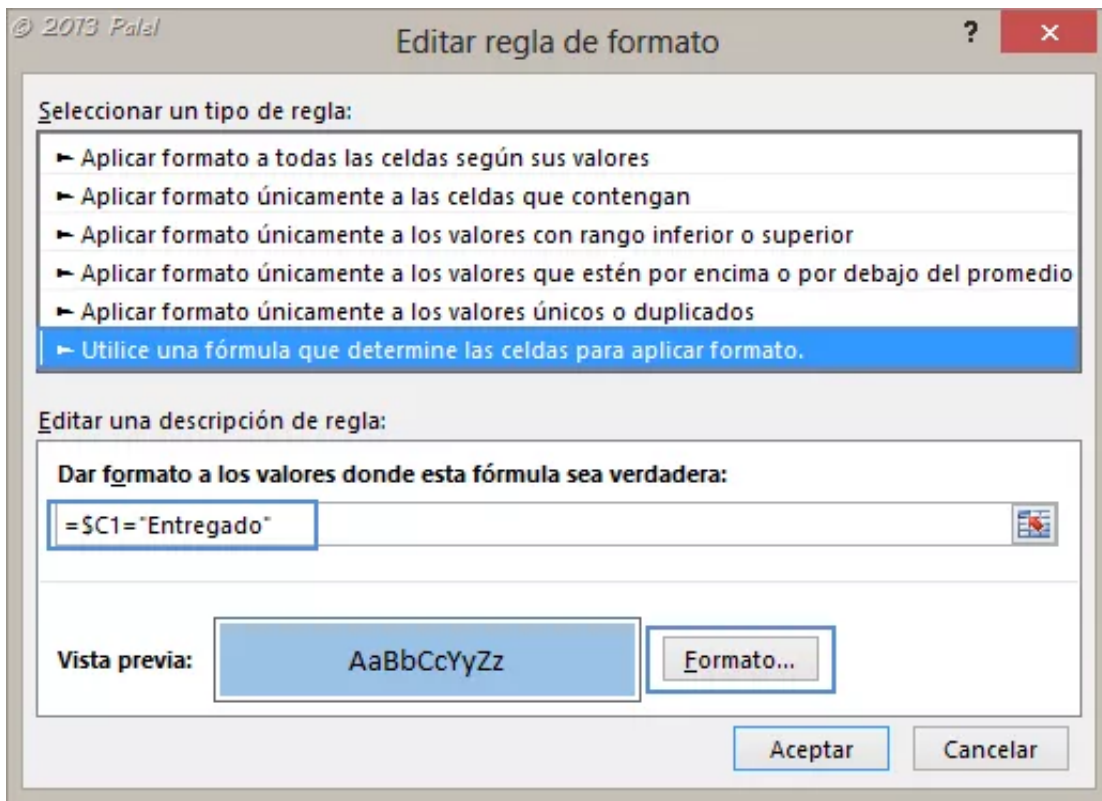 © 2013 Palel
Editar regla de formato
?
Seleccionar un tipo de regla:
► Aplicar formato a todas las celdas según sus valores
► Aplicar formato únicamente a las celdas que contengan
► Aplicar formato únicamente a los valores con rango inferior o superior
► Aplicar formato únicamente a los valores que estén por encima o por debajo del promedio
► Aplicar formato únicamente a los valores únicos o duplicados
► Utilice una fórmula que determine las celdas para aplicar formato.
Editar una descripción de regla:
Dar formato a los valores donde esta fórmula sea verdadera:
=$C1="Entregado"
Vista previa: AaBbCcYyZz Formato...
Aceptar Cancelar